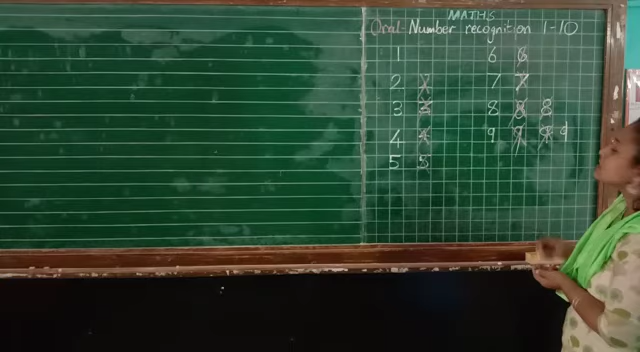 MATHS
Oral- Number recognition 1-10
1 6 6
2 7 7
3 3 8 8 8
4 4 9 9 9 9
5 5